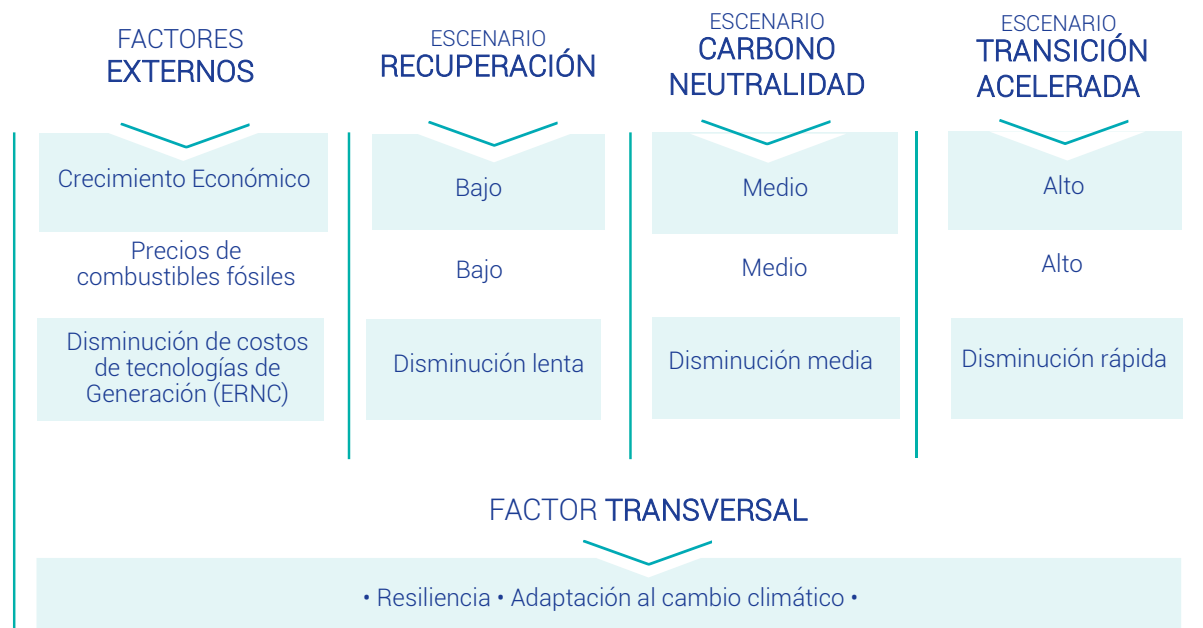 FACTORES
EXTERNOS
ESCENARIO
RECUPERACIÓN
ESCENARIO
CARBONO
NEUTRALIDAD
ESCENARIO
TRANSICIÓN
ACELERADA
Crecimiento Económico
Bajo
Medio
Alto
Precios de
combustibles fósiles
Bajo
Medio
Alto
Disminución de costos
de tecnologías de
Generación (ERNC)
Disminución lenta
Disminución media
Disminución rápida
FACTOR TRANSVERSAL
• Resiliencia • Adaptación al cambio climático •